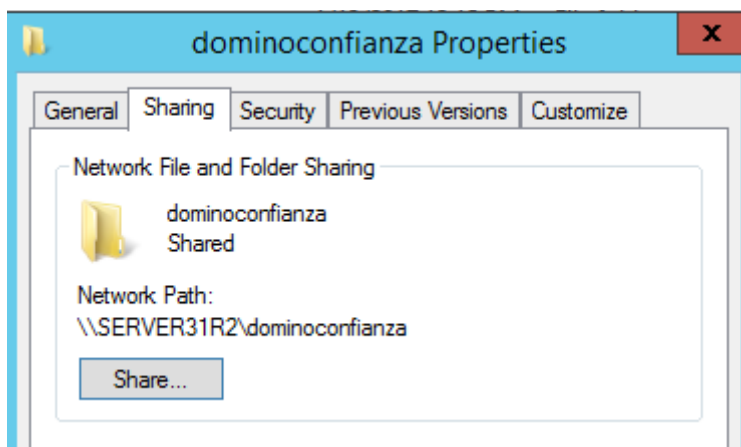 dominoconfianza Properties
x
General Sharing Security Previous Versions Customize
Network File and Folder Sharing
dominoconfianza
Shared
Network Path:
\\SERVER31R2\dominoconfianza
Share...